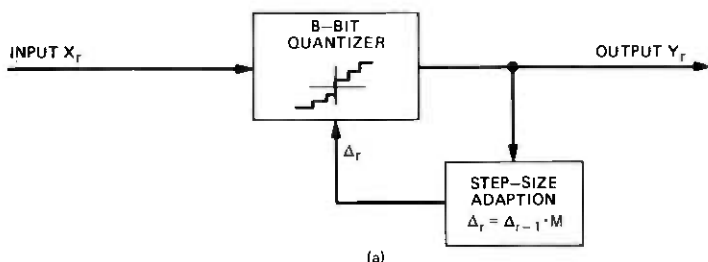 B-BIT
QUANTIZER
INPUT Xr
OUTPUT Yr
Δr
STEP-SIZE
ADAPTION
Δr = Δr-1·M
(a)